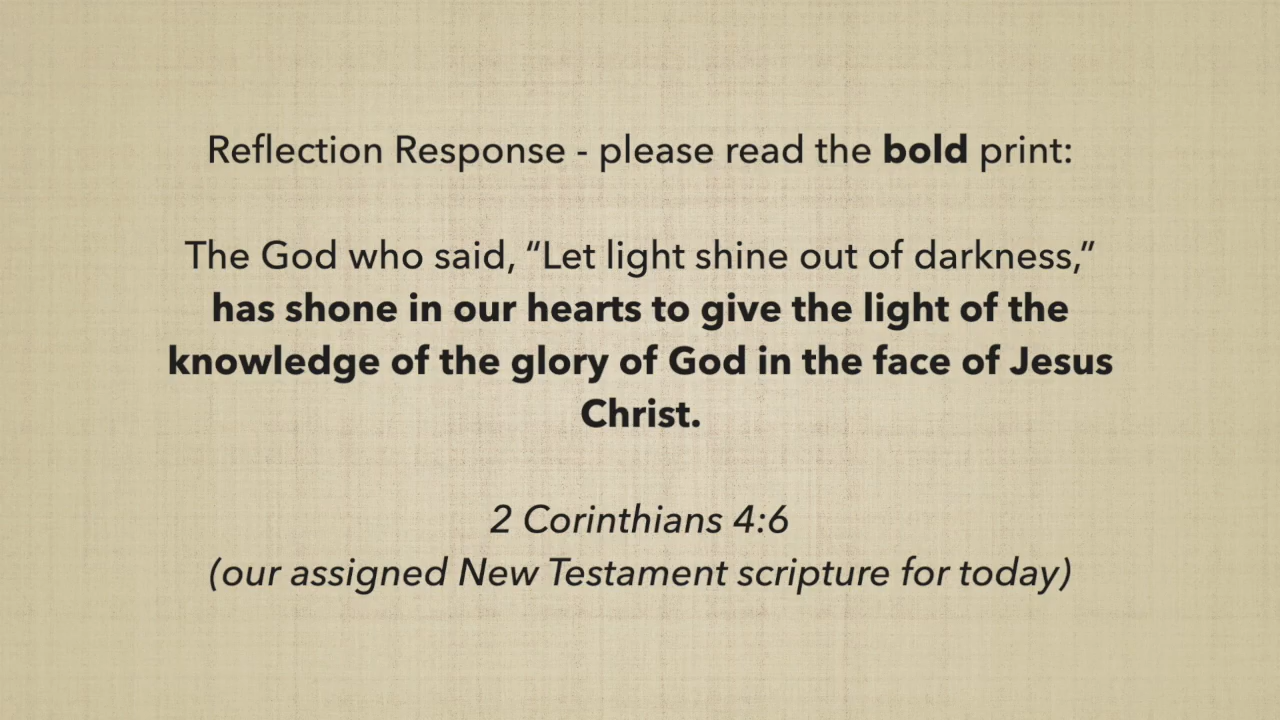 Reflection Response - please read the bold print:
The God who said, “Let light shine out of darkness,”
has shone in our hearts to give the light of the
knowledge of the glory of God in the face of Jesus
Christ.
2 Corinthians 4:6
(our assigned New Testament scripture for today)